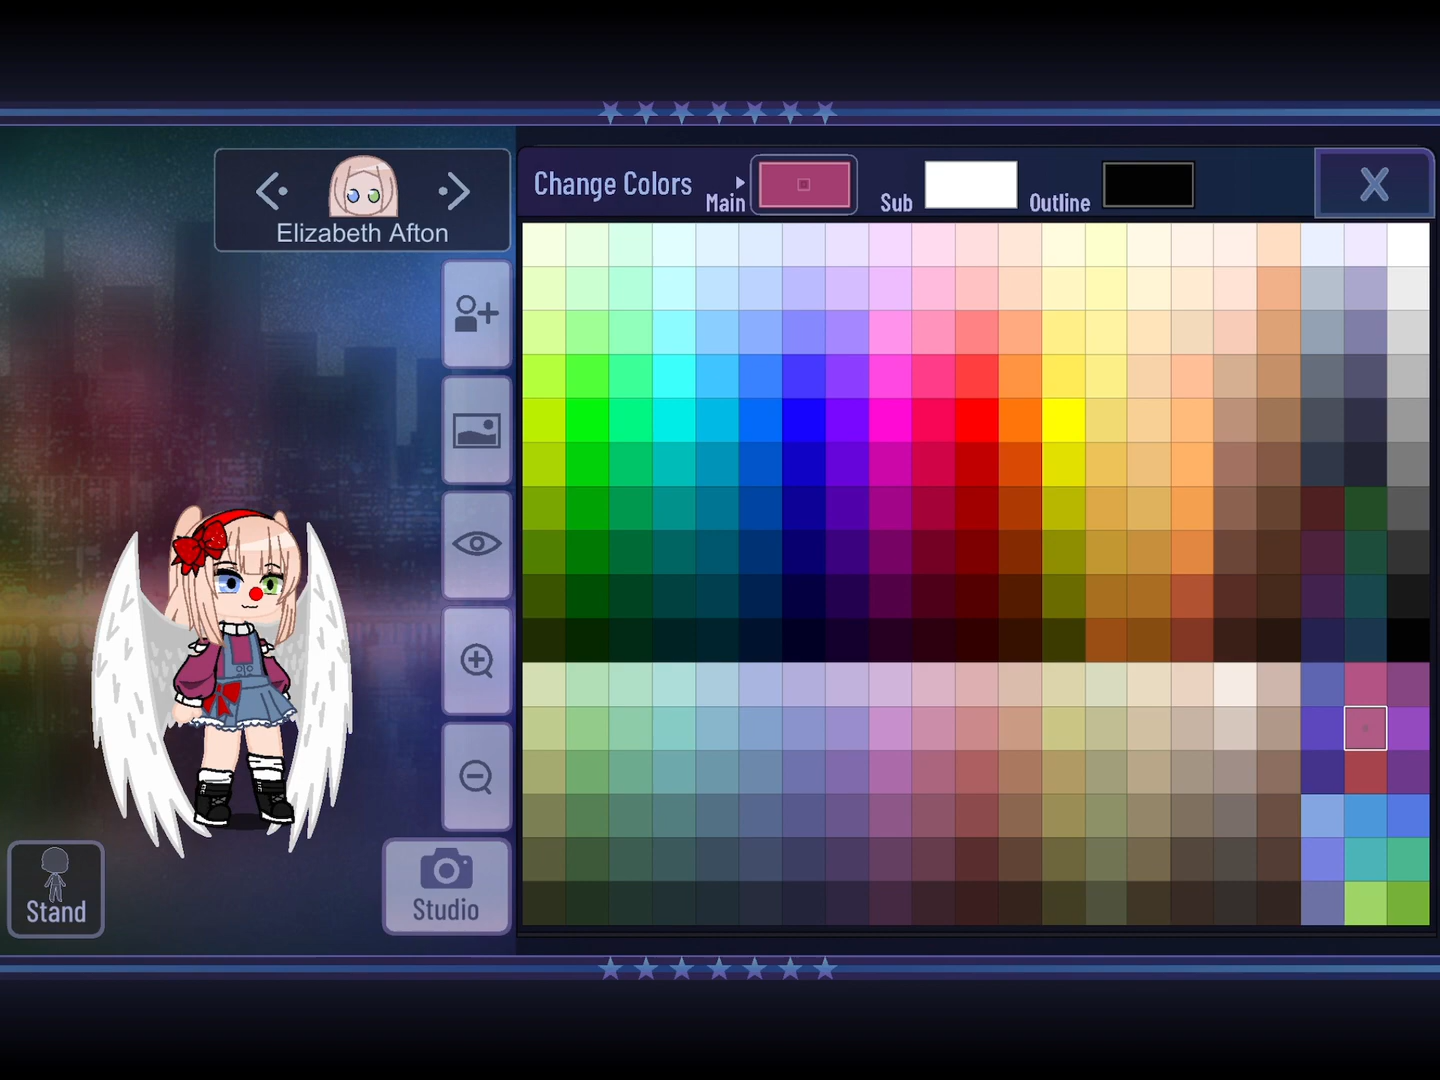 Change Colors
Main
Sub
Outline
X
Elizabeth Afton
Stand
Studio